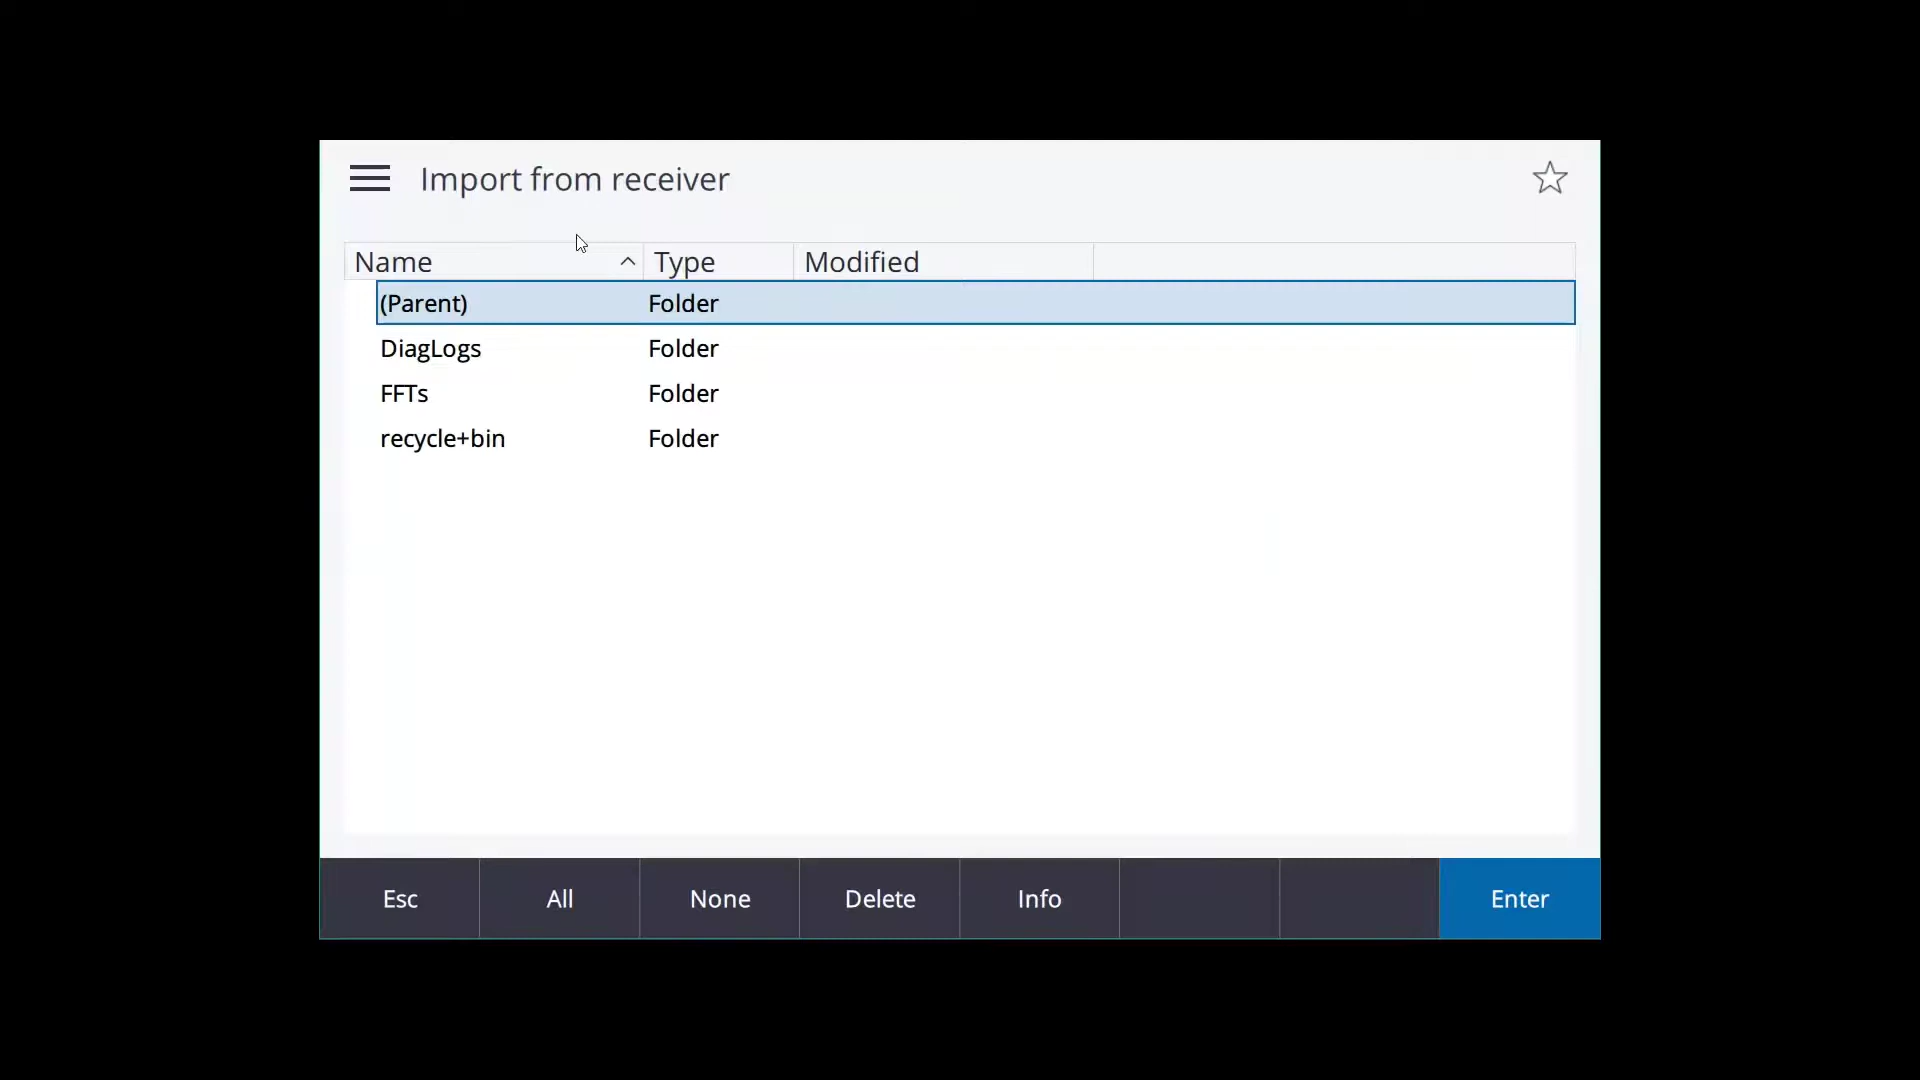 Import from receiver
Name Type Modified
(Parent) Folder
DiagLogs Folder
FFTs Folder
recycle+bin Folder
Esc All None Delete Info Enter